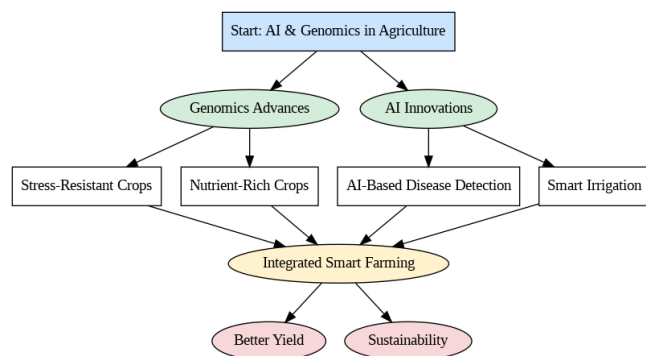 Start: AI & Genomics in Agriculture
Genomics Advances
AI Innovations
Stress-Resistant Crops
Nutrient-Rich Crops
AI-Based Disease Detection
Smart Irrigation
Integrated Smart Farming
Better Yield
Sustainability